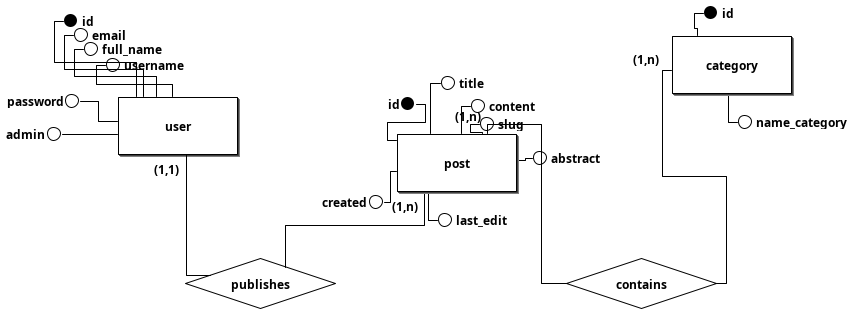 id
email
full_name
username
password
admin
user
(1,1)
publishes
id
title
content
(1,n)
slug
post
abstract
created
(1,n)
last_edit
id
(1,n)
category
name_category
contains